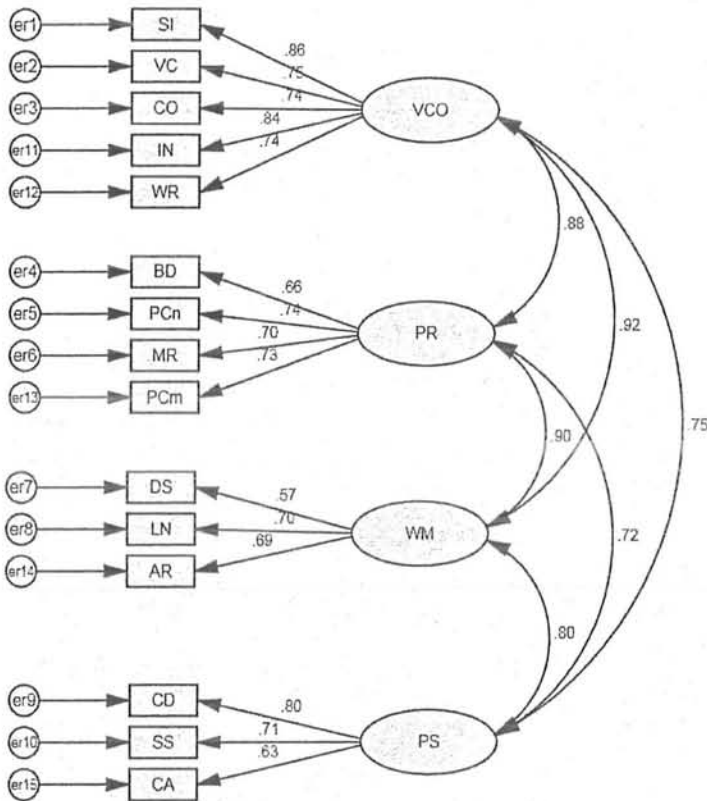 er1 SI
.86
er2 VC
.75
er3 CO
.74
VCO
er11 IN
.84
er12 WR
.74
.88
er4 BD
.66
er5 PCn
.74
PR
er6 MR
.70
.92
er13 PCm
.73
.75
.90
er7 DS
.57
er8 LN
.70
WM
er14 AR
.69
.72
.80
er9 CD
.80
er10 SS
.71
PS
er15 CA
.63